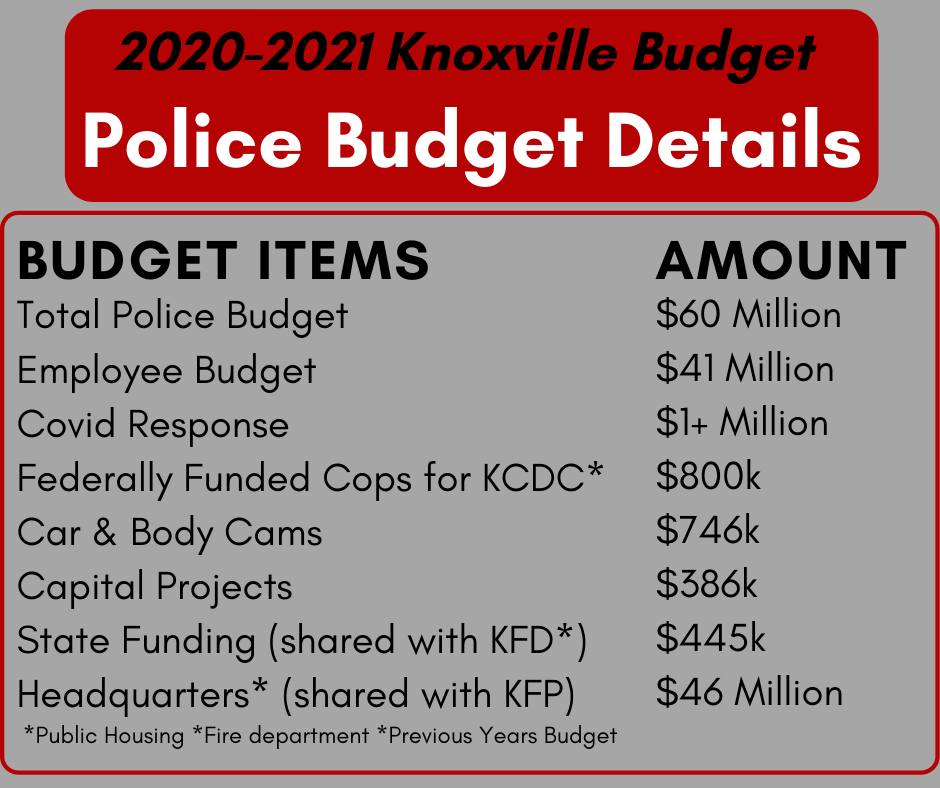 2020-2021 Knoxville Budget
Police Budget Details
BUDGET ITEMS AMOUNT
Total Police Budget $60 Million
Employee Budget $41 Million
Covid Response $1+ Million
Federally Funded Cops for KCDC* $800k
Car & Body Cams $746k
Capital Projects $386k
State Funding (shared with KFD*) $445k
Headquarters* (shared with KFP) $46 Million
*Public Housing *Fire department *Previous Years Budget